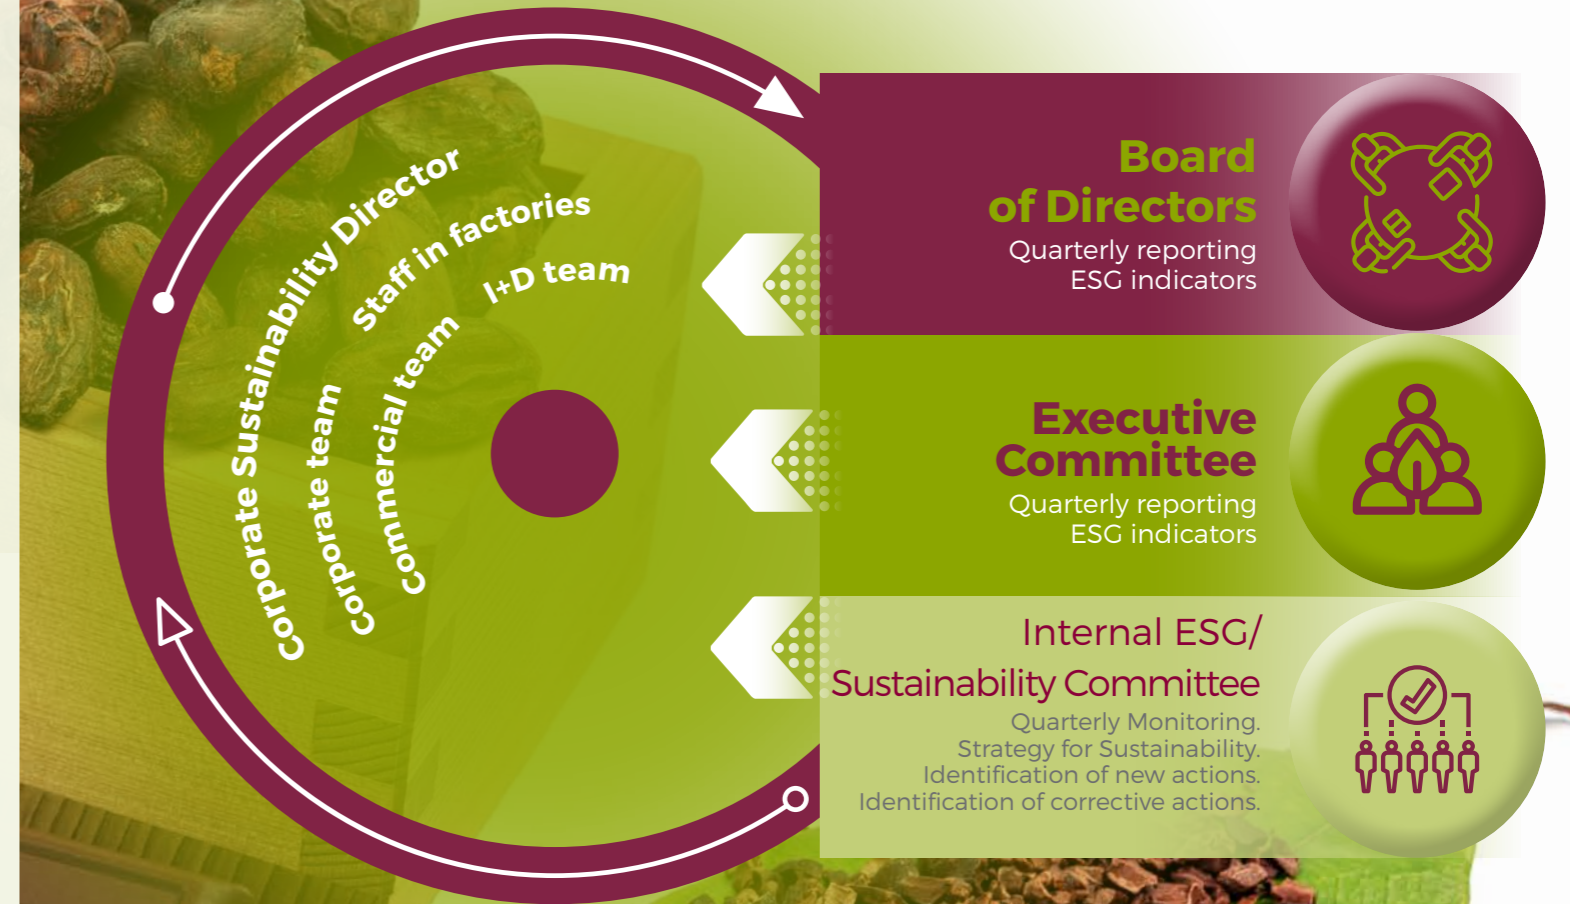 Corporate Sustainability Director
Staff in factories
I+D team
Corporate team
Commercial team
Board
of Directors
Quarterly reporting
ESG indicators
Executive
Committee
Quarterly reporting
ESG indicators
Internal ESG/
Sustainability Committee
Quarterly Monitoring.
Strategy for Sustainability.
Identification of new actions.
Identification of corrective actions.